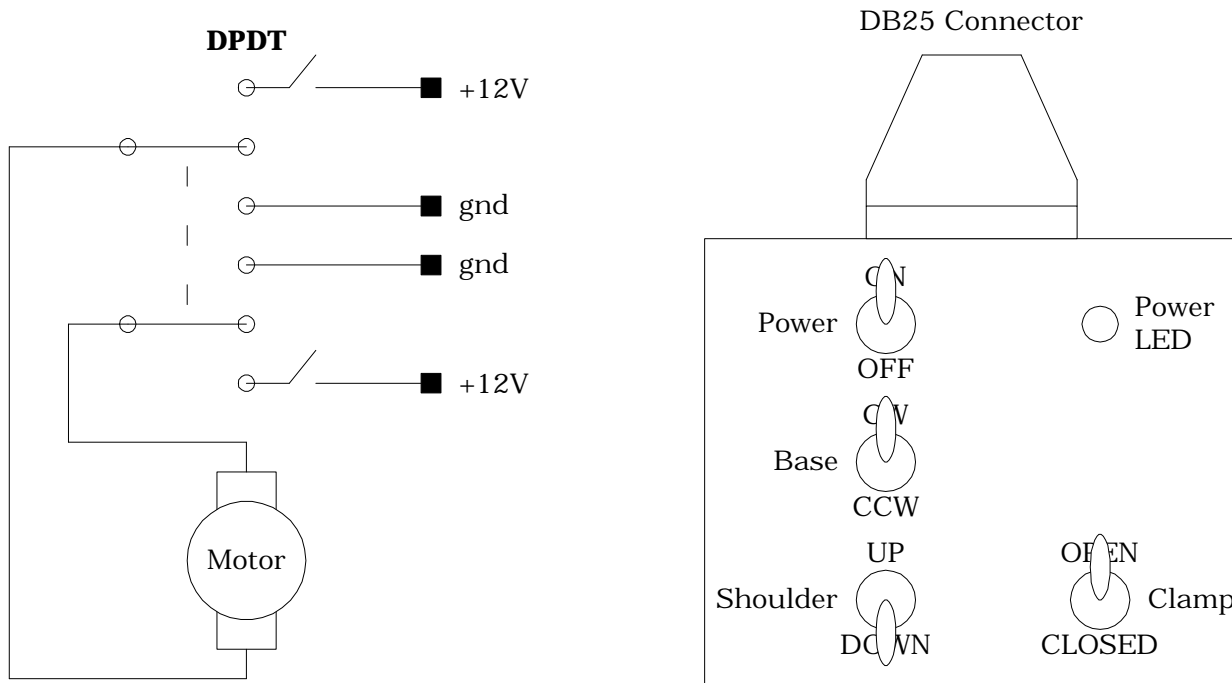 DPDT
+12V
gnd
gnd
+12V
Motor
DB25 Connector
ON
Power
OFF
Power
LED
CW
Base
CCW
UP
Shoulder
DOWN
OPEN
Clamp
CLOSED